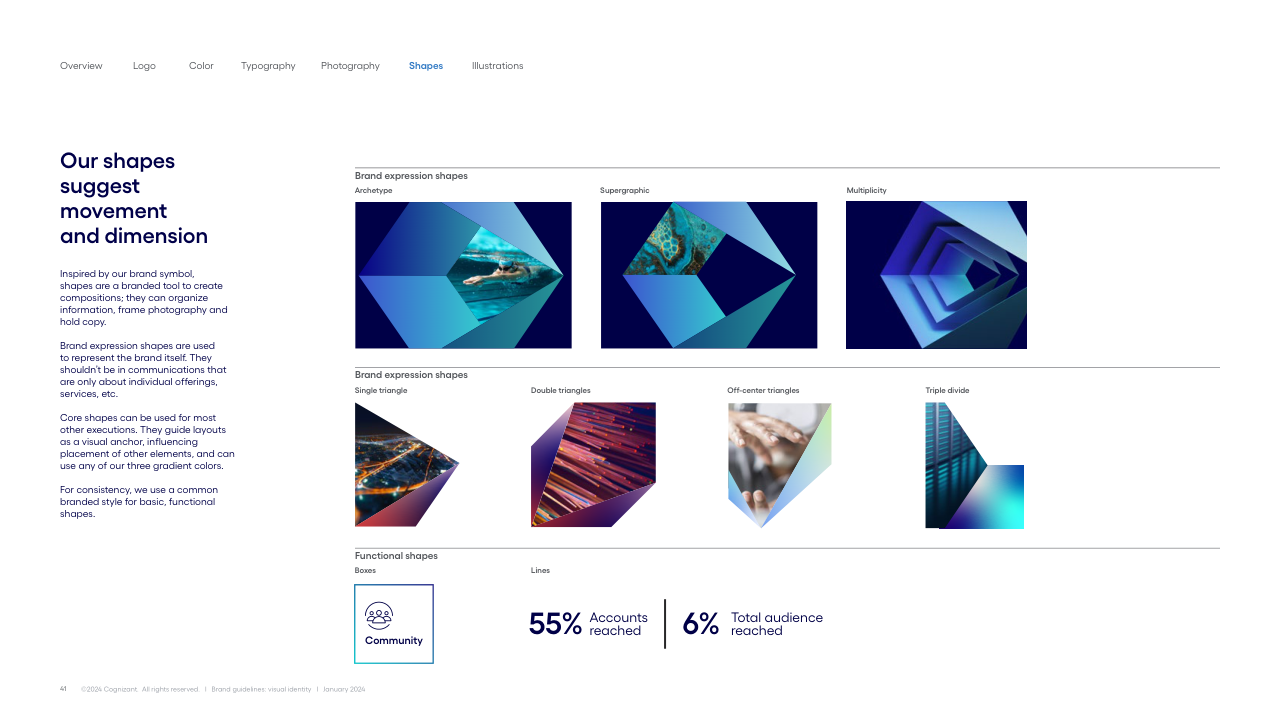 Overview Logo Color Typography Photography Shapes Illustrations
Our shapes
suggest
movement
and dimension
Inspired by our brand symbol,
shapes are a branded tool to create
compositions; they can organize
information, frame photography and
hold copy.
Brand expression shapes are used
to represent the brand itself. They
shouldn't be in communications that
are only about individual offerings,
services, etc.
Core shapes can be used for most
other executions. They guide layouts
as a visual anchor, influencing
placement of other elements, and can
use any of our three gradient colors.
For consistency, we use a common
branded style for basic, functional
shapes.
Brand expression shapes
Archetype Supergraphic Multiplicity
Brand expression shapes
Single triangle Double triangles Off-center triangles Triple divide
Functional shapes
Boxes Lines
Community
55% Accounts
reached
6% Total audience
reached
41 ©2024 Cognizant. All rights reserved. | Brand guidelines: visual identity | January 2024